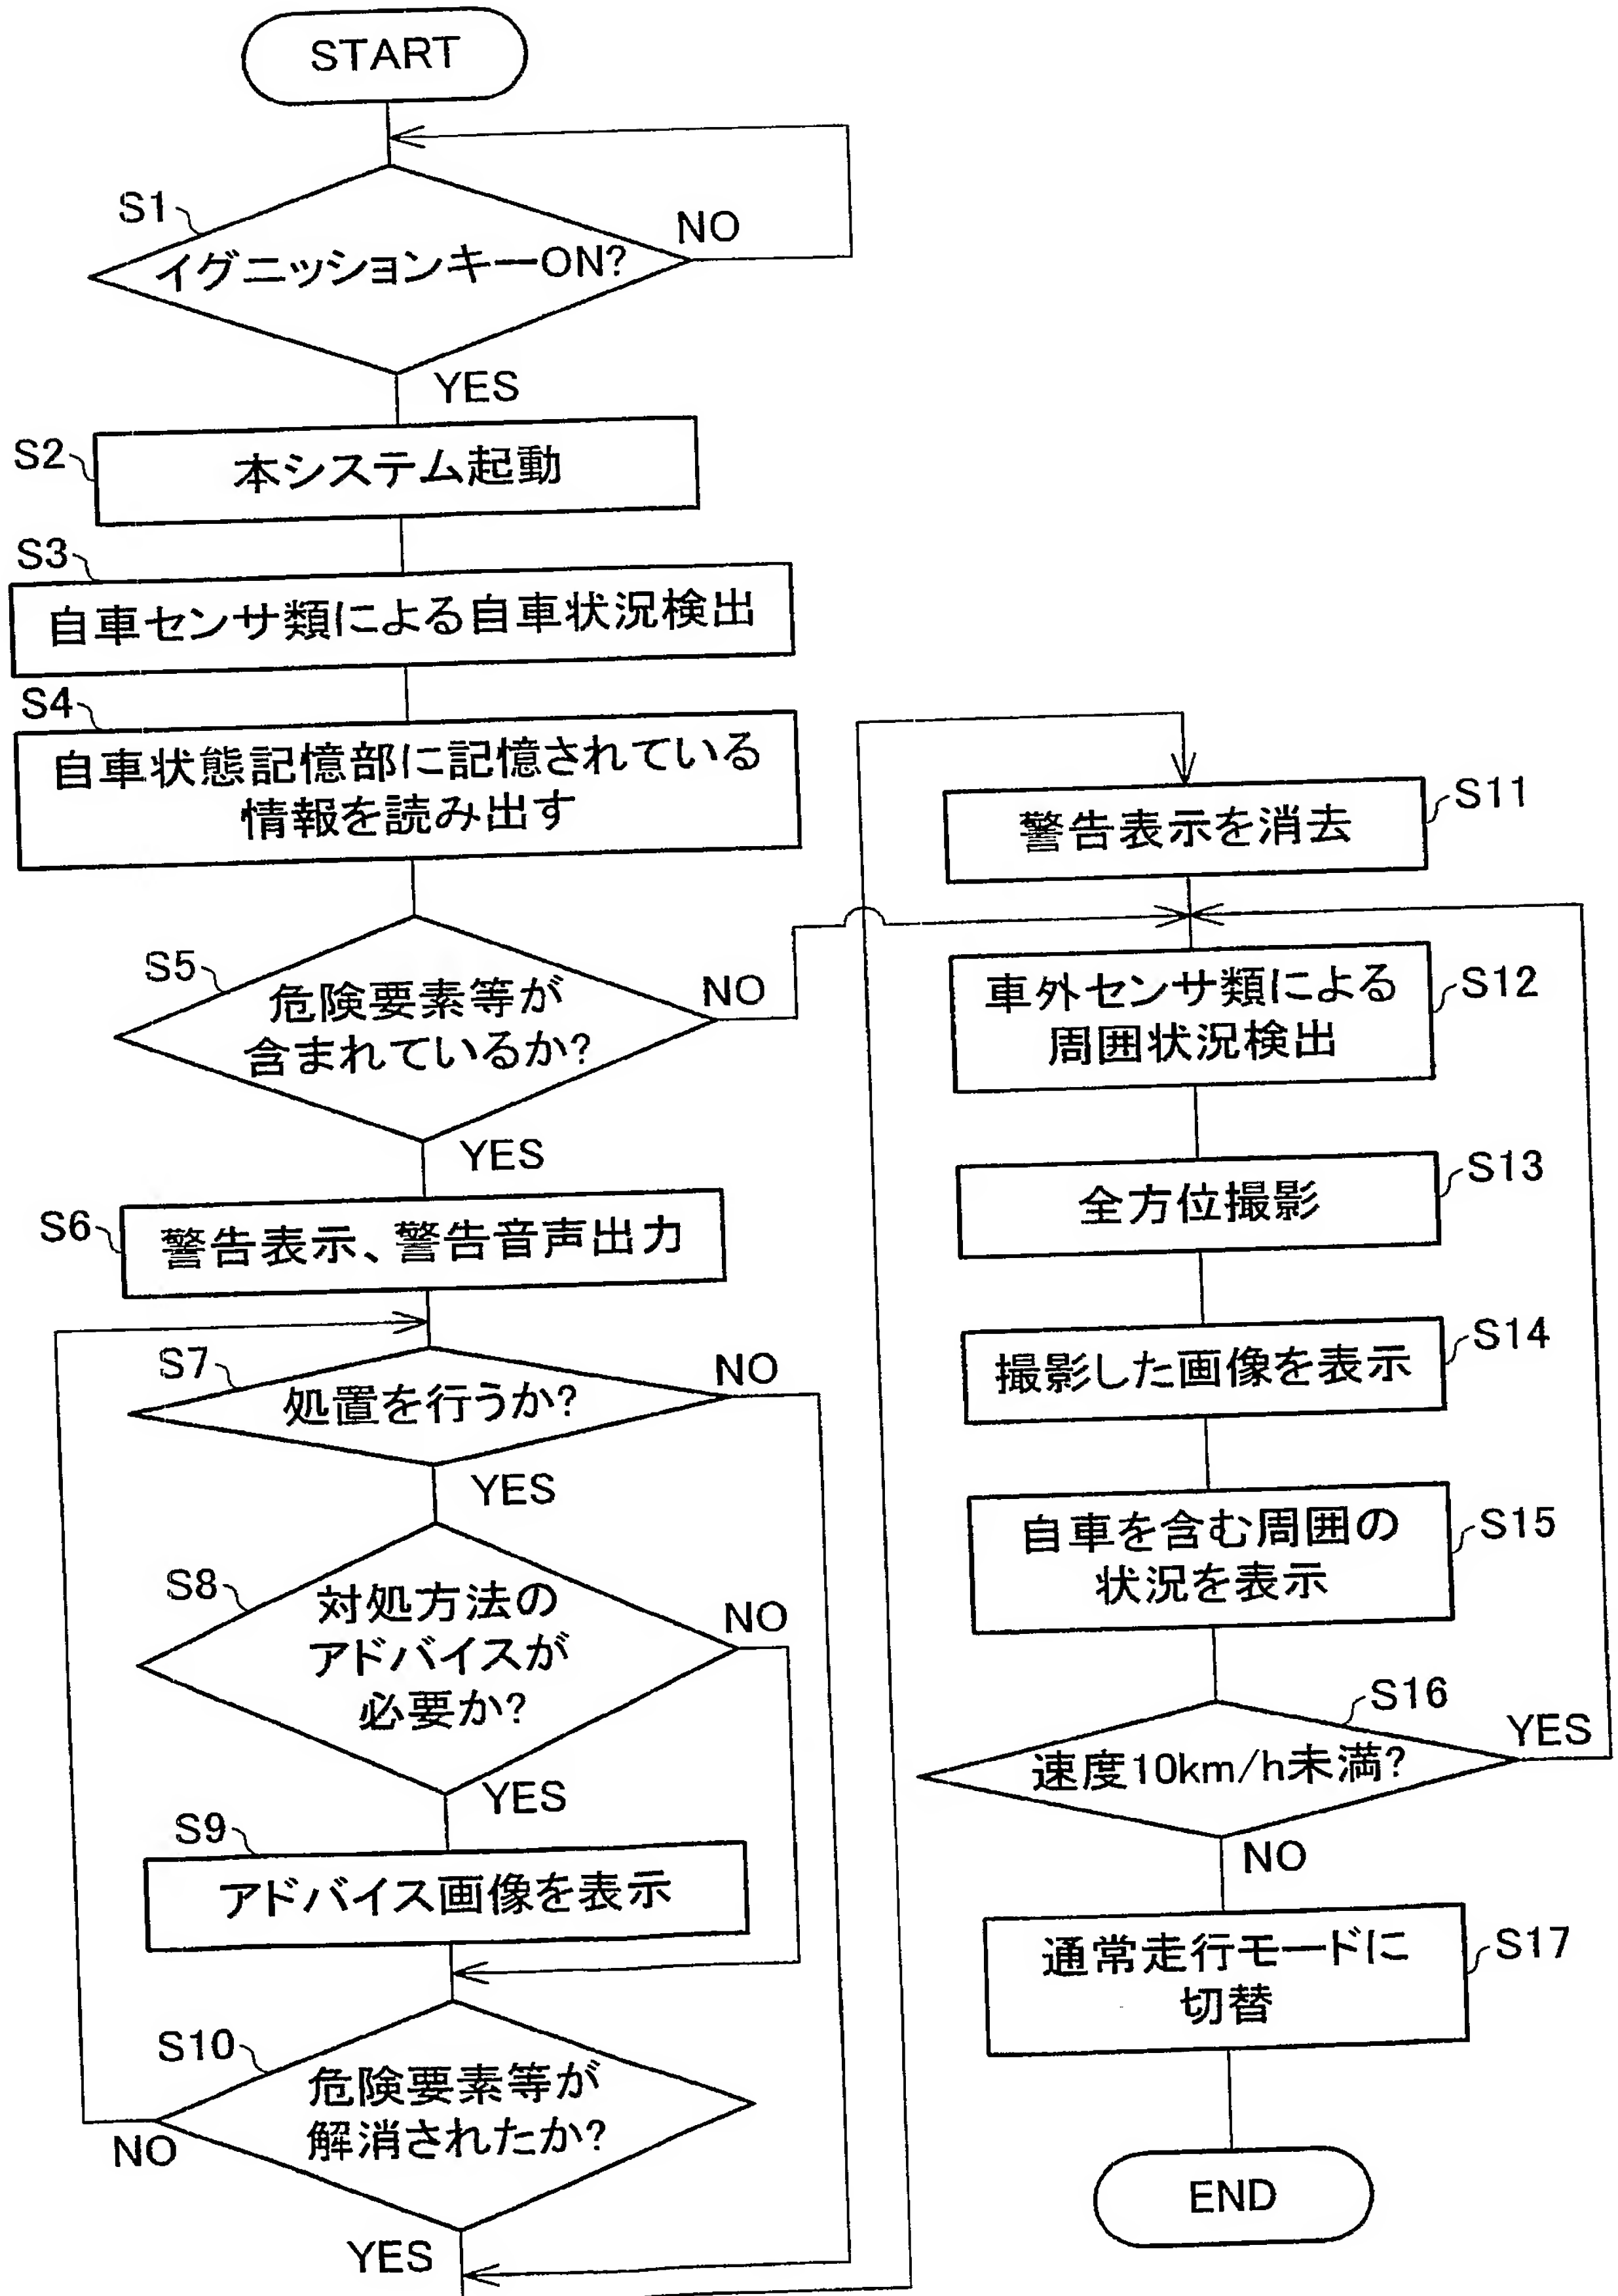 START
S1
イグニッションキーON?
NO
YES
S2
本システム起動
S3
自車センサ類による自車状況検出
S4
自車状態記憶部に記憶されている
情報を読み出す
S5
危険要素等が
含まれているか?
NO
YES
S6
警告表示、警告音声出力
S7
処置を行うか?
NO
YES
S8
対処方法の
アドバイスが
必要か?
NO
YES
S9
アドバイス画像を表示
S10
危険要素等が
解消されたか?
NO
YES
S11
警告表示を消去
S12
車外センサ類による
周囲状況検出
S13
全方位撮影
S14
撮影した画像を表示
S15
自車を含む周囲の
状況を表示
S16
速度10km/h未満?
YES
NO
S17
通常走行モードに
切替
END